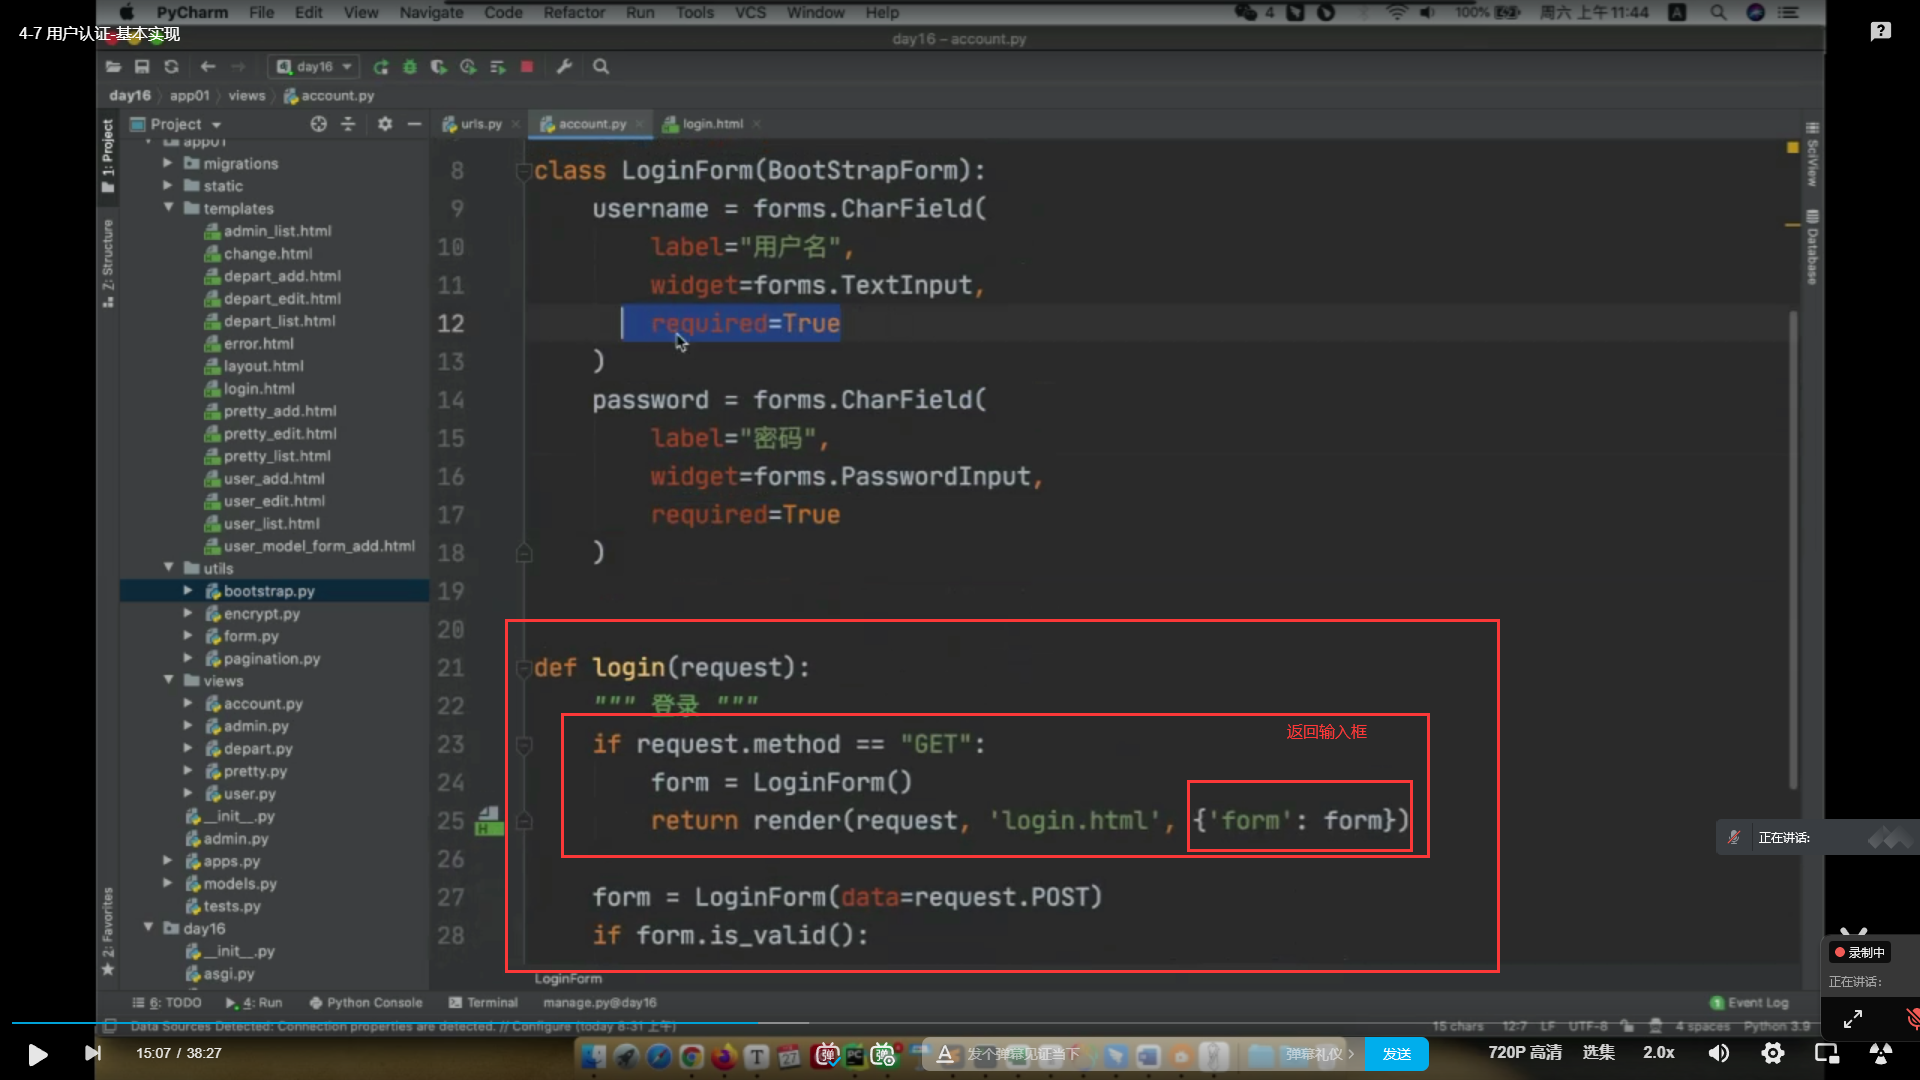 PyCharm File Edit View Navigate Code Refactor Run Tools VCS Window Help 4 100% 周六 上午11:44 A
4-7 用户认证-基本实现
day16 – account.py
day16
day16 app01 views account.py
1: Project
Z: Structure
2: Favorites
Project
app01
migrations
static
templates
admin_list.html
change.html
depart_add.html
depart_edit.html
depart_list.html
error.html
layout.html
login.html
pretty_add.html
pretty_edit.html
pretty_list.html
user_add.html
user_edit.html
user_list.html
user_model_form_add.html
utils
bootstrap.py
encrypt.py
form.py
pagination.py
views
account.py
admin.py
depart.py
pretty.py
user.py
__init__.py
admin.py
apps.py
models.py
tests.py
day16
__init__.py
asgi.py
urls.py account.py login.html
8 class LoginForm(BootStrapForm):
9 username = forms.CharField(
10 label="用户名",
11 widget=forms.TextInput,
12 required=True
13 )
14 password = forms.CharField(
15 label="密码",
16 widget=forms.PasswordInput,
17 required=True
18 )
19
20
21 def login(request):
22 """ 登录 """
23 if request.method == "GET":
返回输入框
24 form = LoginForm()
25 return render(request, 'login.html', {'form': form})
26
27 form = LoginForm(data=request.POST)
28 if form.is_valid():
LoginForm
SciView
Database
正在讲话:
录制中
正在讲话:
6: TODO 4: Run Python Console Terminal manage.py@day16 1 Event Log
Data Sources Detected: Connection properties are detected. // Configure (today 8:31 上午) 15 chars 12:7 LF UTF-8 4 spaces Python 3.9
15:07 / 38:27 发个弹幕见证当下 弹幕礼仪 › 发送 720P 高清 选集 2.0x